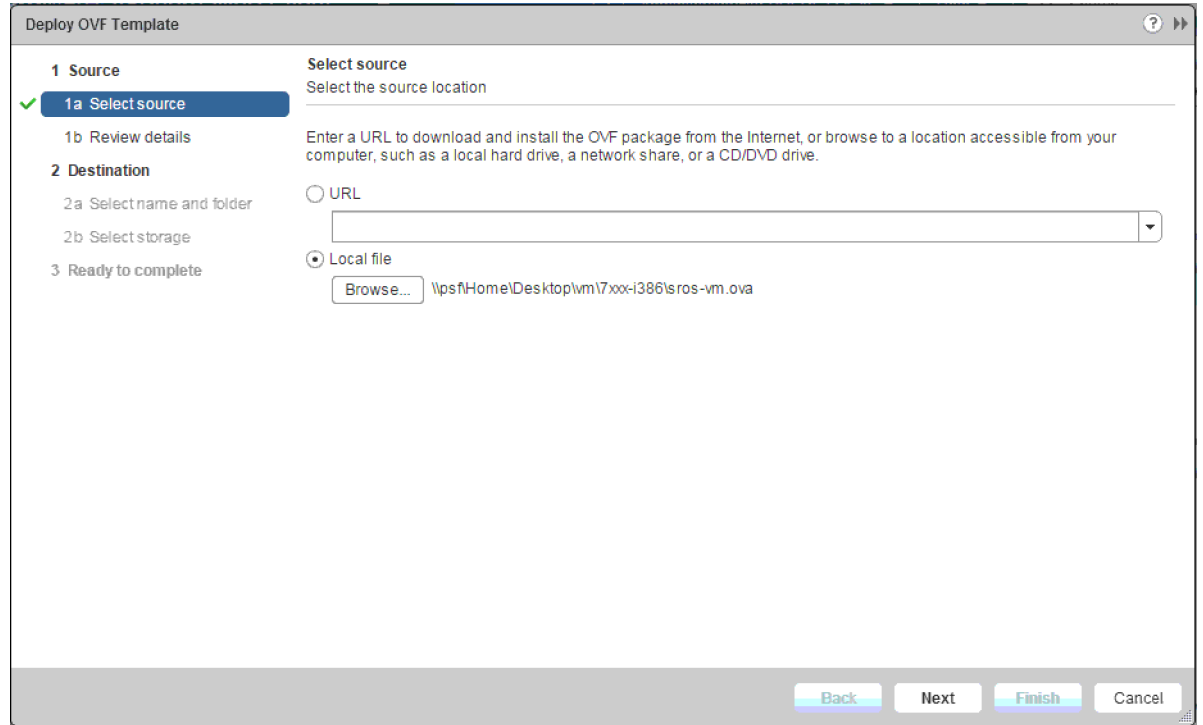 Deploy OVF Template
?
1 Source
1a Select source
1b Review details
2 Destination
2a Select name and folder
2b Select storage
3 Ready to complete
Select source
Select the source location
Enter a URL to download and install the OVF package from the Internet, or browse to a location accessible from your
computer, such as a local hard drive, a network share, or a CD/DVD drive.
URL
Local file
Browse... \\psf\Home\Desktop\vm\7xxx-i386\sros-vm.ova
Back Next Finish Cancel